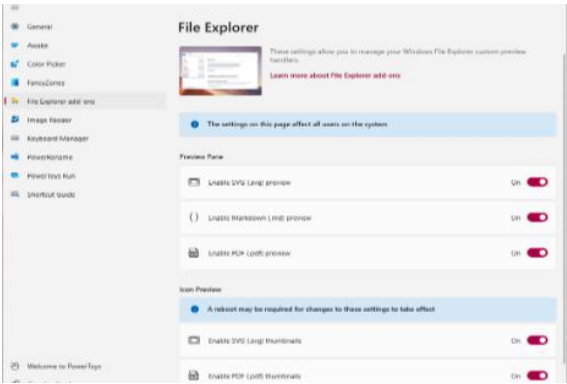 General
Awake
Color Picker
FancyZones
File Explorer add-ons
Image Resizer
Keyboard Manager
PowerRename
PowerToys Run
Shortcut Guide
Welcome to PowerToys
File Explorer
These settings allow you to manage your Windows File Explorer custom preview
handlers.
Learn more about File Explorer add-ons
The settings on this page affect all users on the system
Preview Pane
Enable SVG (.svg) preview
On
Enable Markdown (.md) preview
On
Enable PDF (.pdf) preview
On
Icon Preview
A reboot may be required for changes to these settings to take effect
Enable SVG (.svg) thumbnails
On
Enable PDF (.pdf) thumbnails
On